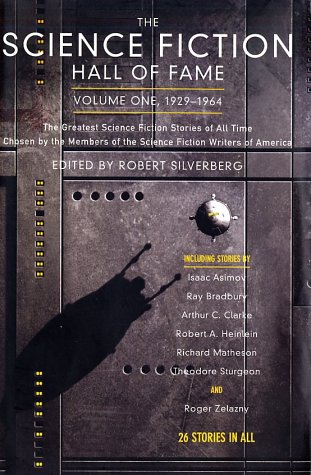 THE
SCIENCE FICTION
HALL OF FAME
VOLUME ONE, 1929–1964
The Greatest Science Fiction Stories of All Time
Chosen by the Members of the Science Fiction Writers of America
EDITED BY ROBERT SILVERBERG
INCLUDING STORIES BY
Isaac Asimov
Ray Bradbury
Arthur C. Clarke
Robert A. Heinlein
Richard Matheson
Theodore Sturgeon
AND
Roger Zelazny
26 STORIES IN ALL